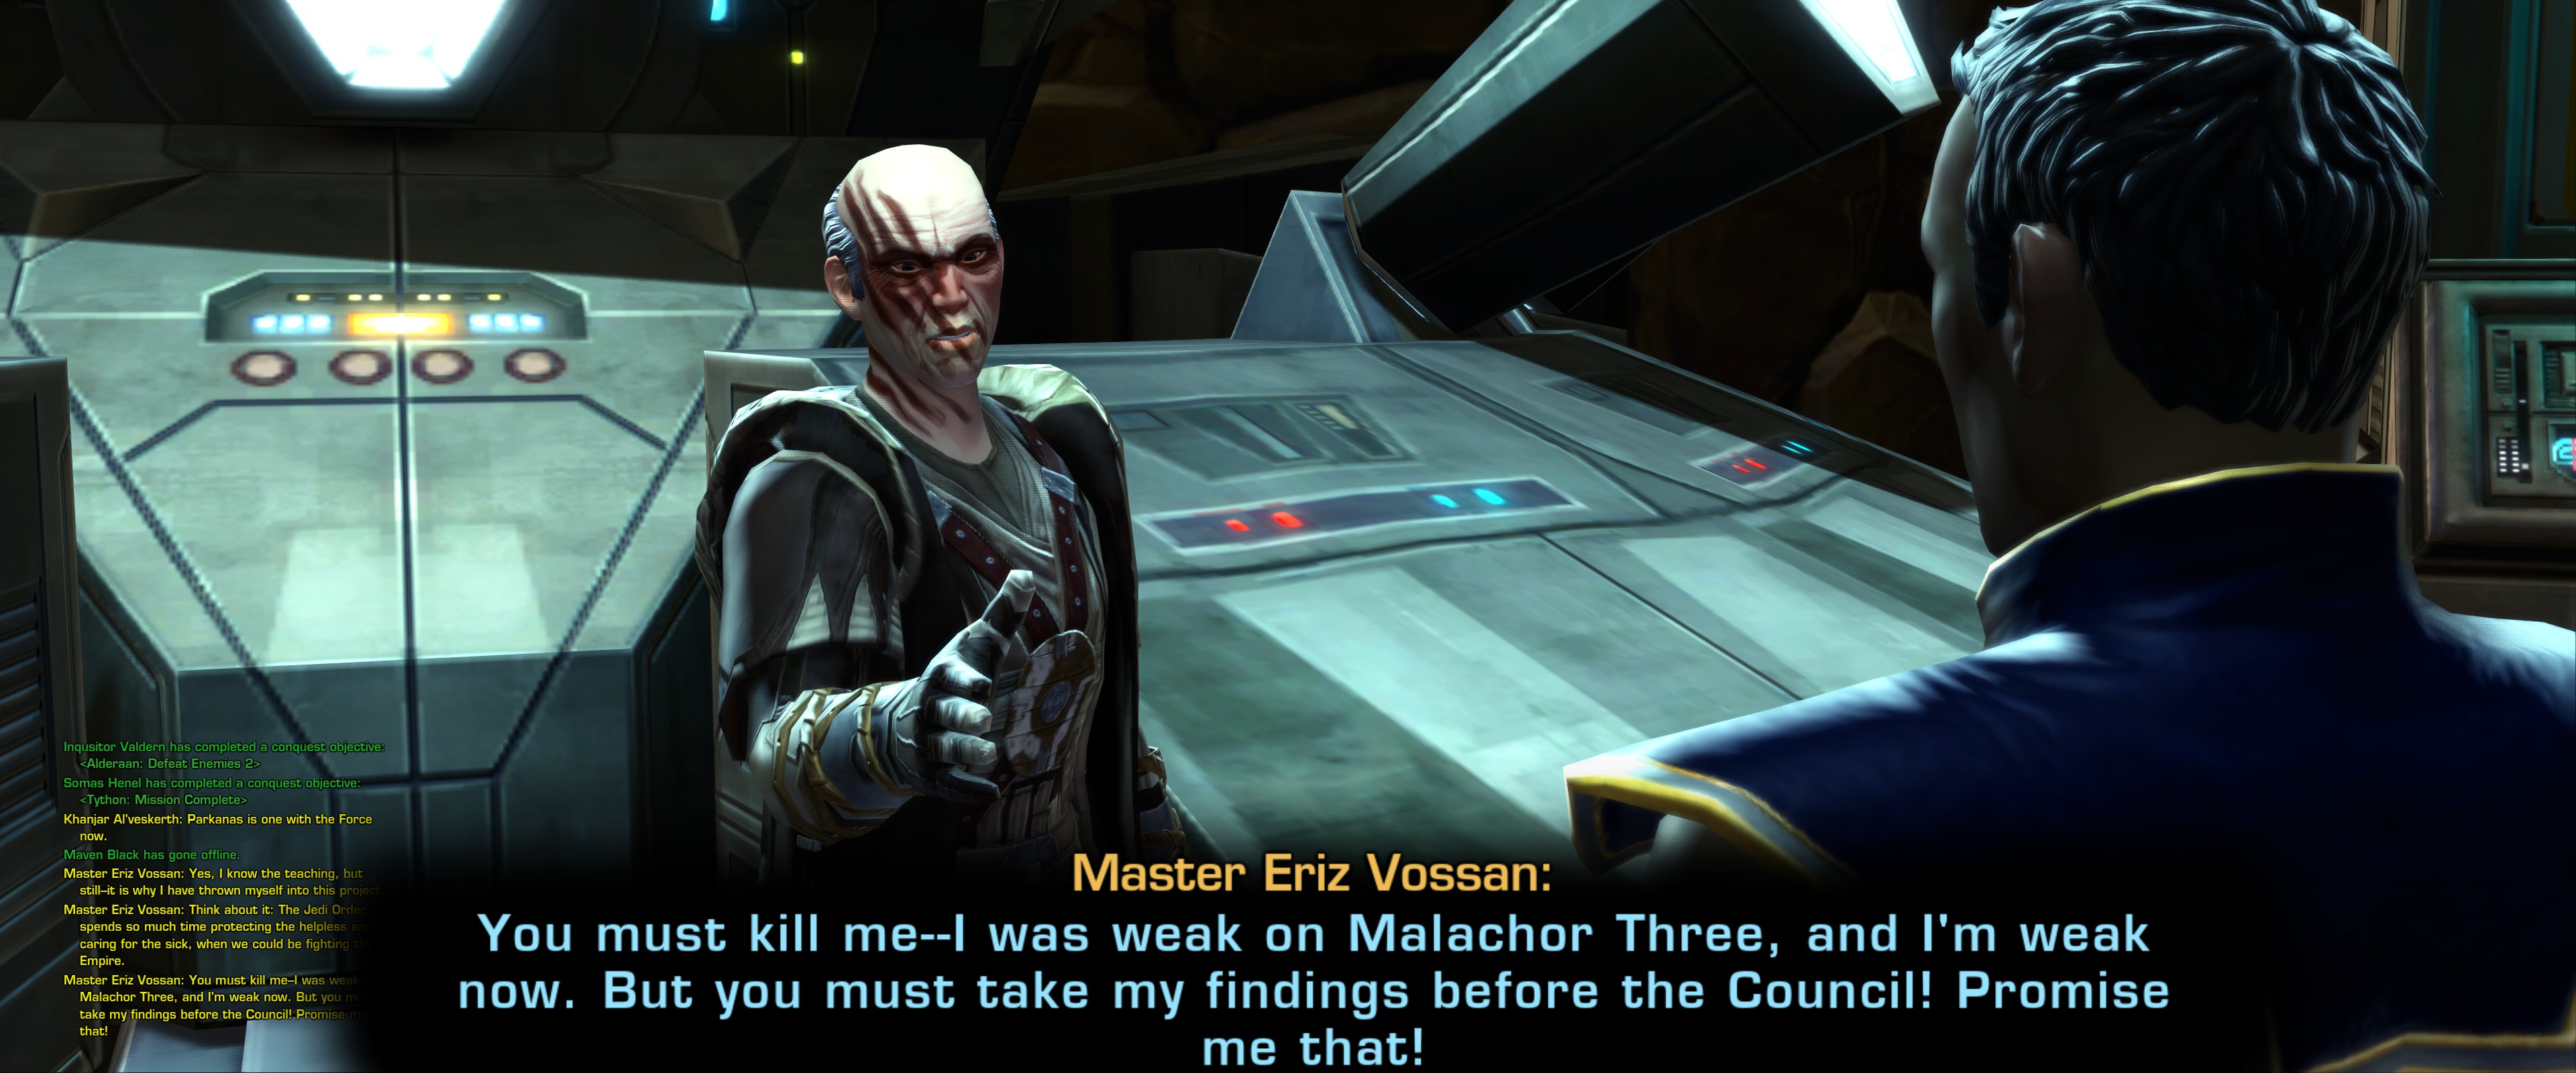 Inqusitor Valdern has completed a conquest objective:
<Alderaan: Defeat Enemies 2>
Somas Henel has completed a conquest objective:
<Tython: Mission Complete>
Khanjar Al'veskerth: Parkanas is one with the Force
now.
Maven Black has gone offline.
Master Eriz Vossan: Yes, I know the teaching, but
still--it is why I have thrown myself into this project.
Master Eriz Vossan: Think about it: The Jedi Order
spends so much time protecting the helpless and
caring for the sick, when we could be fighting the
Empire.
Master Eriz Vossan: You must kill me--I was weak
Malachor Three, and I'm weak now. But you must
take my findings before the Council! Promise me
that!
Master Eriz Vossan:
You must kill me--I was weak on Malachor Three, and I'm weak
now. But you must take my findings before the Council! Promise
me that!